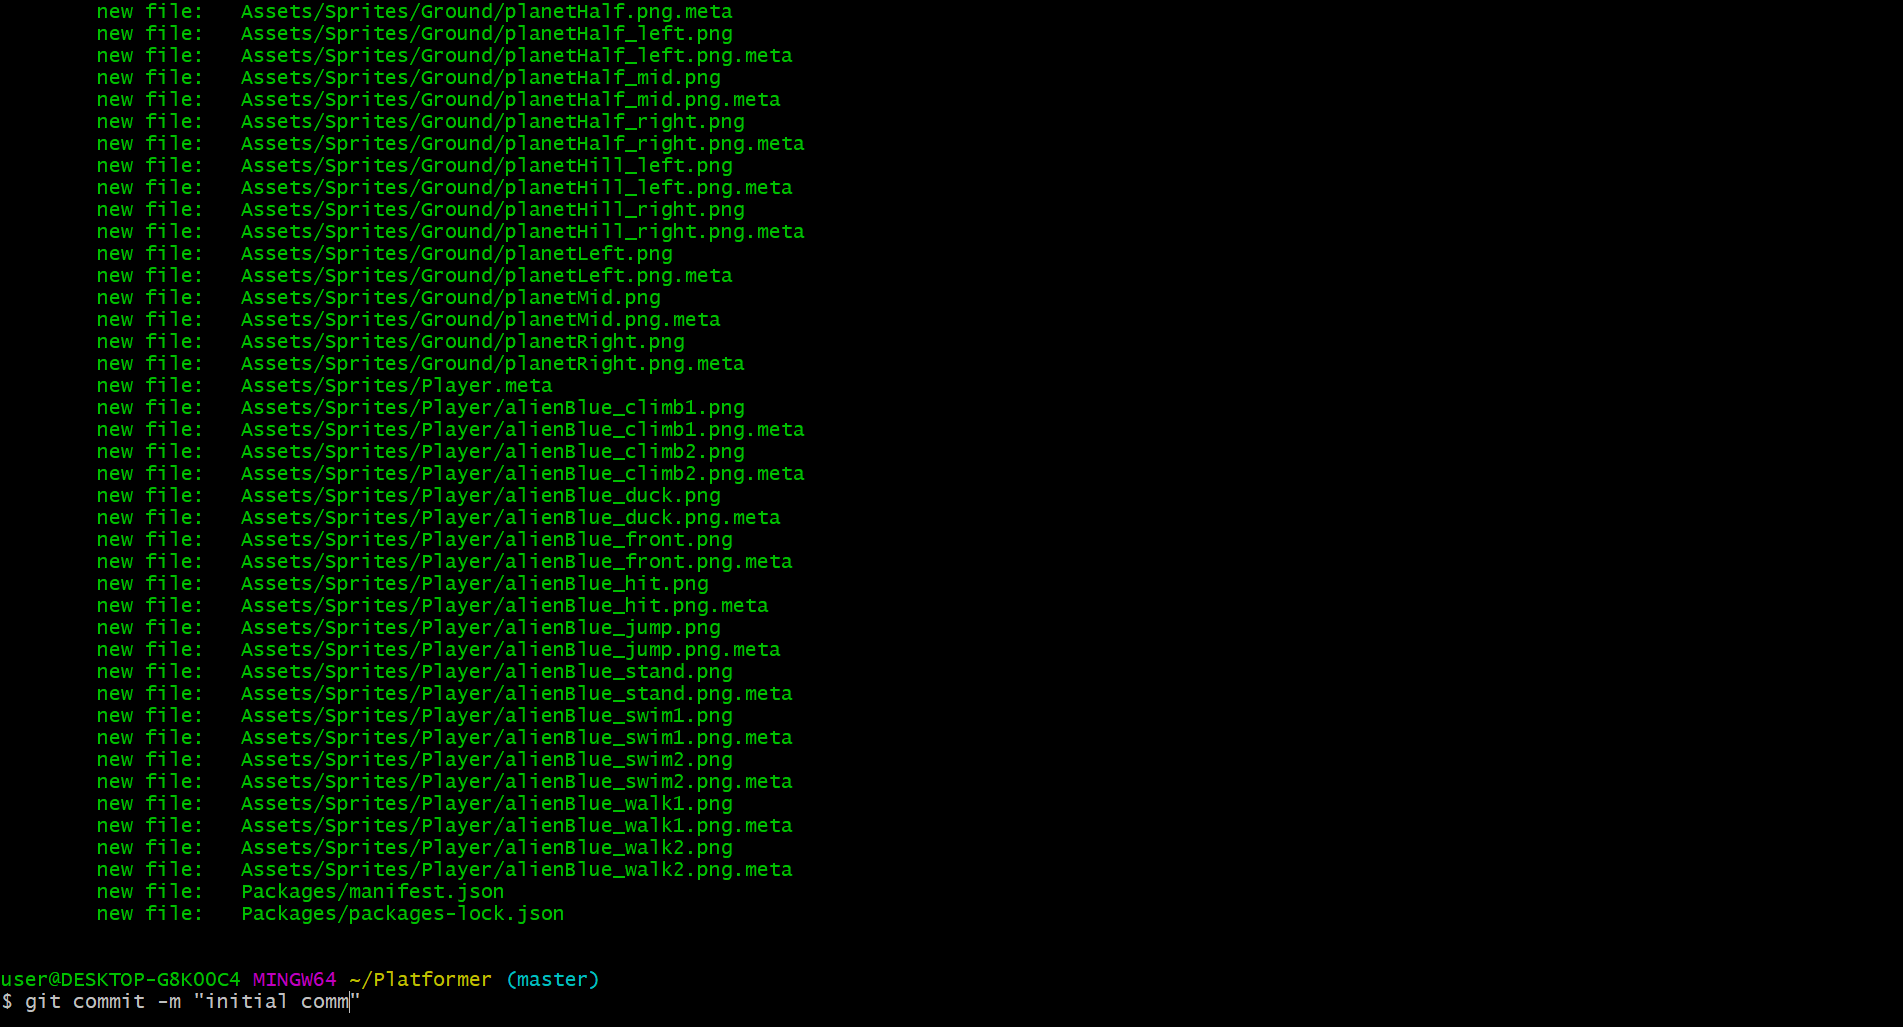 new file:   Assets/Sprites/Ground/planetHalf.png.meta
new file:   Assets/Sprites/Ground/planetHalf_left.png
new file:   Assets/Sprites/Ground/planetHalf_left.png.meta
new file:   Assets/Sprites/Ground/planetHalf_mid.png
new file:   Assets/Sprites/Ground/planetHalf_mid.png.meta
new file:   Assets/Sprites/Ground/planetHalf_right.png
new file:   Assets/Sprites/Ground/planetHalf_right.png.meta
new file:   Assets/Sprites/Ground/planetHill_left.png
new file:   Assets/Sprites/Ground/planetHill_left.png.meta
new file:   Assets/Sprites/Ground/planetHill_right.png
new file:   Assets/Sprites/Ground/planetHill_right.png.meta
new file:   Assets/Sprites/Ground/planetLeft.png
new file:   Assets/Sprites/Ground/planetLeft.png.meta
new file:   Assets/Sprites/Ground/planetMid.png
new file:   Assets/Sprites/Ground/planetMid.png.meta
new file:   Assets/Sprites/Ground/planetRight.png
new file:   Assets/Sprites/Ground/planetRight.png.meta
new file:   Assets/Sprites/Player.meta
new file:   Assets/Sprites/Player/alienBlue_climb1.png
new file:   Assets/Sprites/Player/alienBlue_climb1.png.meta
new file:   Assets/Sprites/Player/alienBlue_climb2.png
new file:   Assets/Sprites/Player/alienBlue_climb2.png.meta
new file:   Assets/Sprites/Player/alienBlue_duck.png
new file:   Assets/Sprites/Player/alienBlue_duck.png.meta
new file:   Assets/Sprites/Player/alienBlue_front.png
new file:   Assets/Sprites/Player/alienBlue_front.png.meta
new file:   Assets/Sprites/Player/alienBlue_hit.png
new file:   Assets/Sprites/Player/alienBlue_hit.png.meta
new file:   Assets/Sprites/Player/alienBlue_jump.png
new file:   Assets/Sprites/Player/alienBlue_jump.png.meta
new file:   Assets/Sprites/Player/alienBlue_stand.png
new file:   Assets/Sprites/Player/alienBlue_stand.png.meta
new file:   Assets/Sprites/Player/alienBlue_swim1.png
new file:   Assets/Sprites/Player/alienBlue_swim1.png.meta
new file:   Assets/Sprites/Player/alienBlue_swim2.png
new file:   Assets/Sprites/Player/alienBlue_swim2.png.meta
new file:   Assets/Sprites/Player/alienBlue_walk1.png
new file:   Assets/Sprites/Player/alienBlue_walk1.png.meta
new file:   Assets/Sprites/Player/alienBlue_walk2.png
new file:   Assets/Sprites/Player/alienBlue_walk2.png.meta
new file:   Packages/manifest.json
new file:   Packages/packages-lock.json
user@DESKTOP-G8KOOC4 MINGW64 ~/Platformer (master)
$ git commit -m "initial comm"